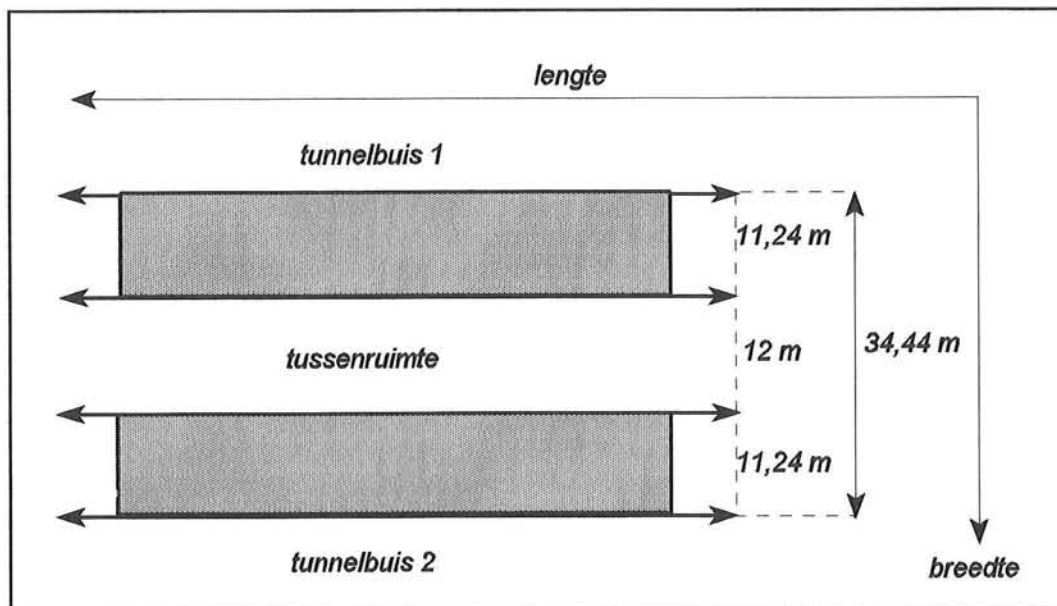 lengte
tunnelbuis 1
11,24 m
tussenruimte
12 m
34,44 m
11,24 m
tunnelbuis 2
breedte